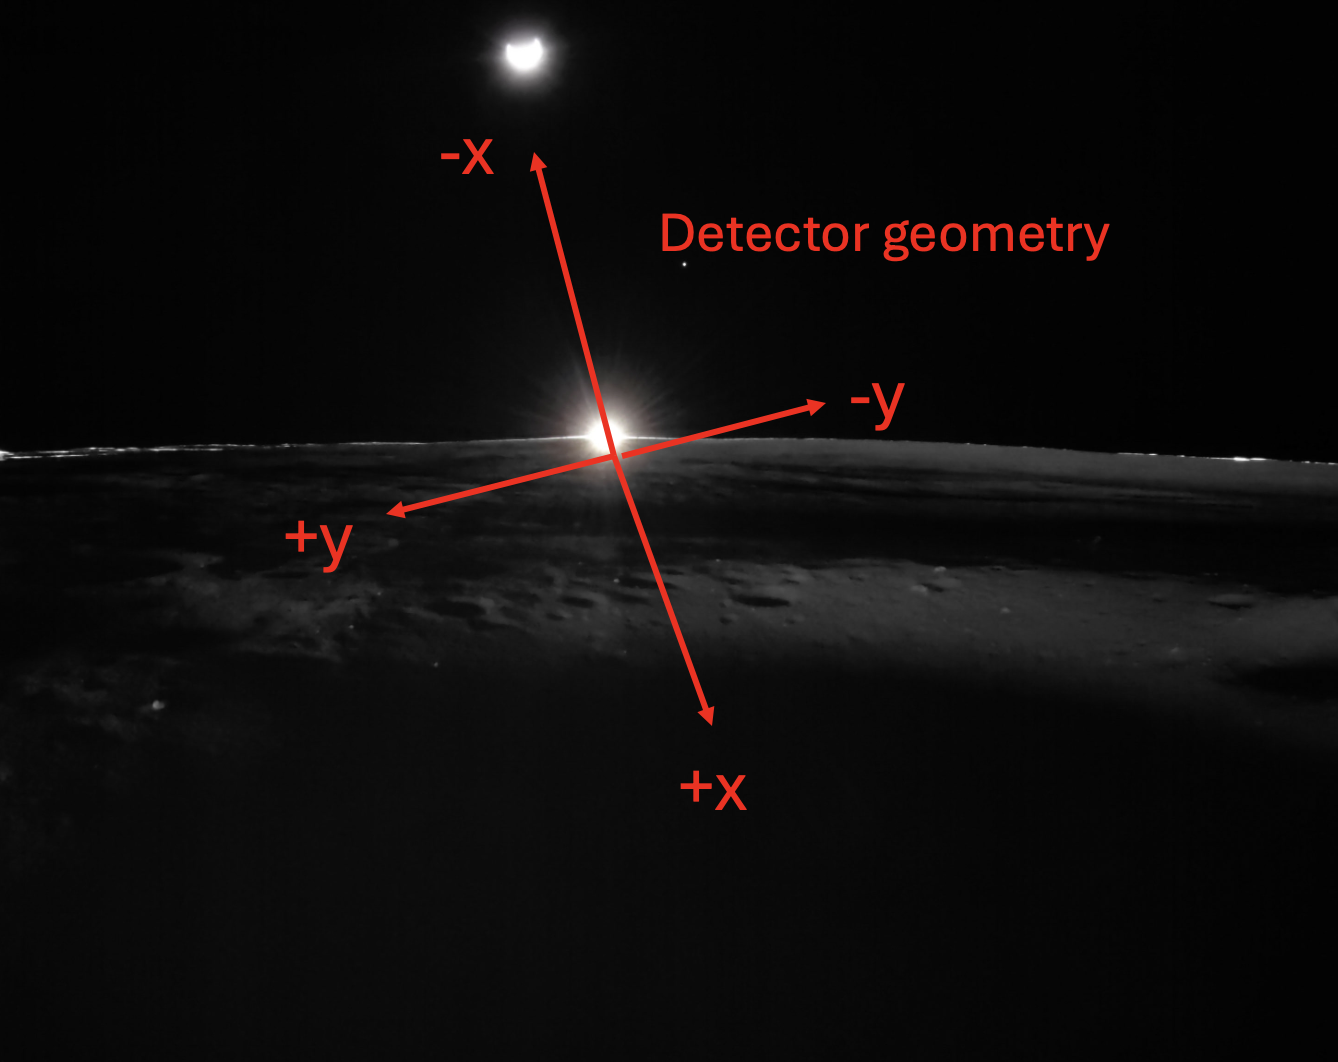 -x
Detector geometry
-y
+y
+x